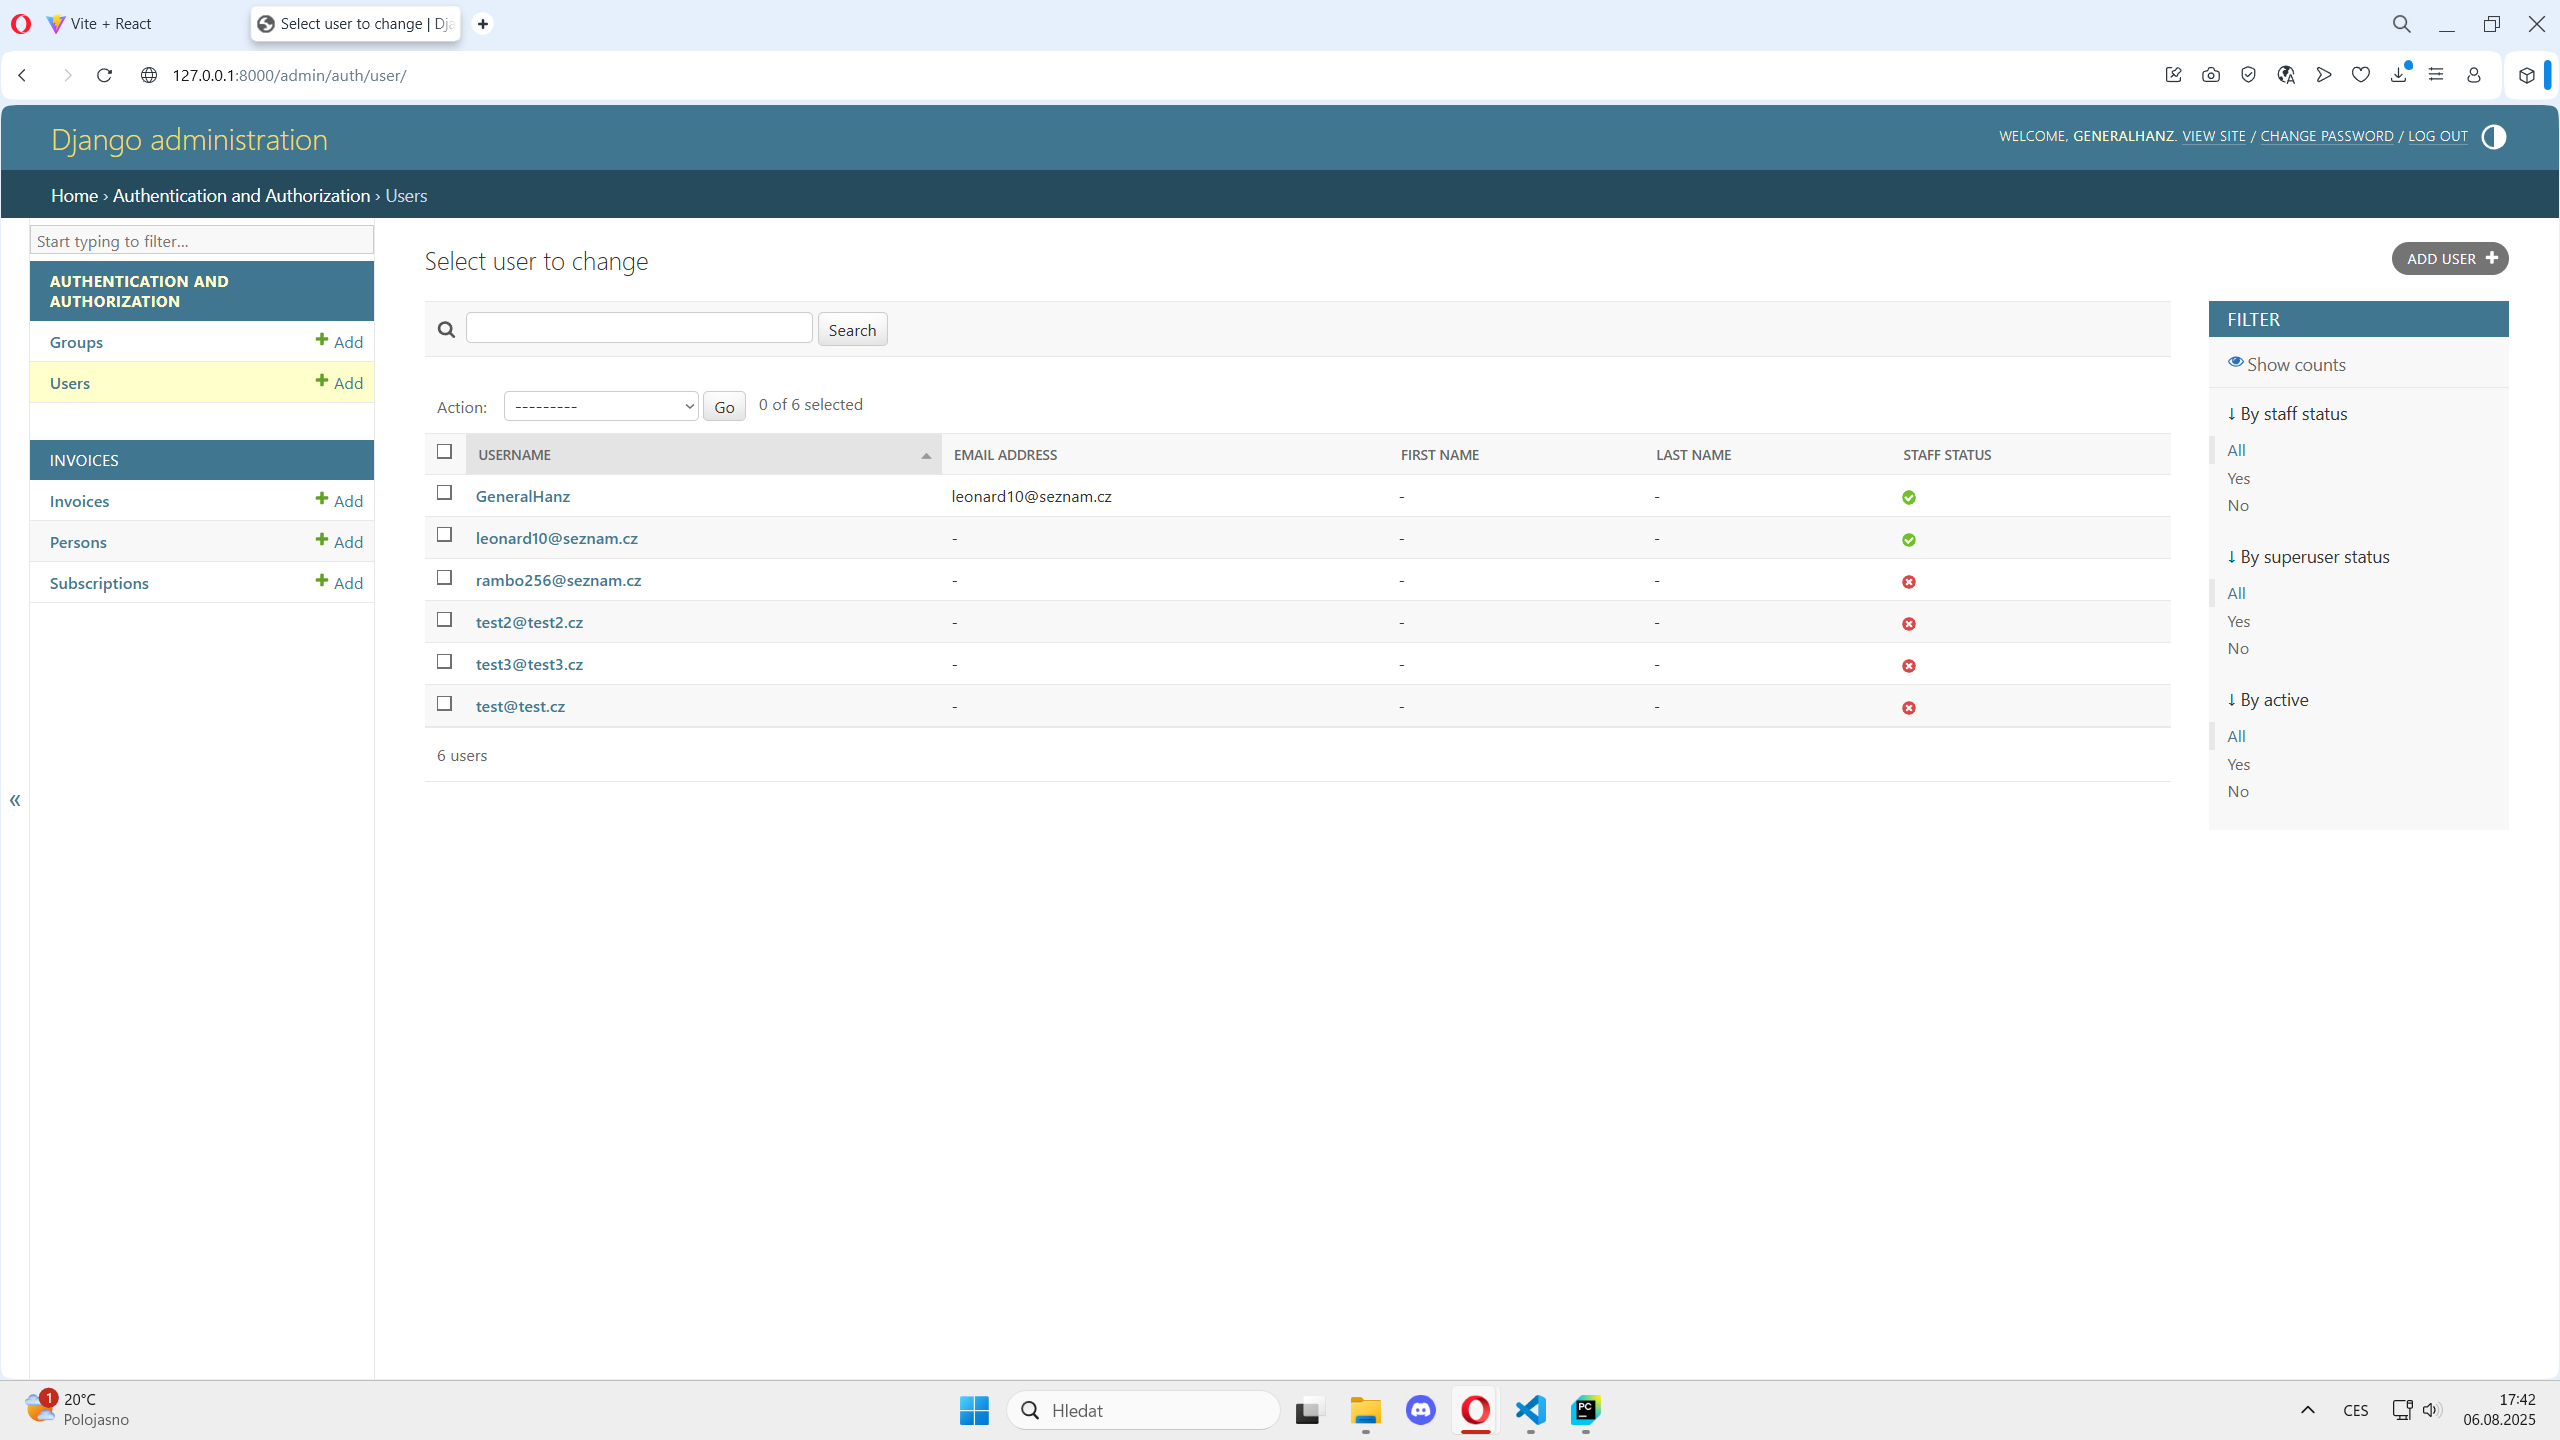 Vite + React
Select user to change | Dja
127.0.0.1:8000/admin/auth/user/
Django administration
WELCOME, GENERALHANZ. VIEW SITE / CHANGE PASSWORD / LOG OUT
Home › Authentication and Authorization › Users
Start typing to filter...
AUTHENTICATION AND
AUTHORIZATION
Groups Add
Users Add
INVOICES
Invoices Add
Persons Add
Subscriptions Add
«
Select user to change
ADD USER
Search
Action: --------- Go 0 of 6 selected
USERNAME EMAIL ADDRESS FIRST NAME LAST NAME STAFF STATUS
GeneralHanz leonard10@seznam.cz - -
leonard10@seznam.cz - - -
rambo256@seznam.cz - - -
test2@test2.cz - - -
test3@test3.cz - - -
test@test.cz - - -
6 users
FILTER
Show counts
↓ By staff status
All
Yes
No
↓ By superuser status
All
Yes
No
↓ By active
All
Yes
No
1
20°C
Polojasno
Hledat
PC
CES
17:42
06.08.2025